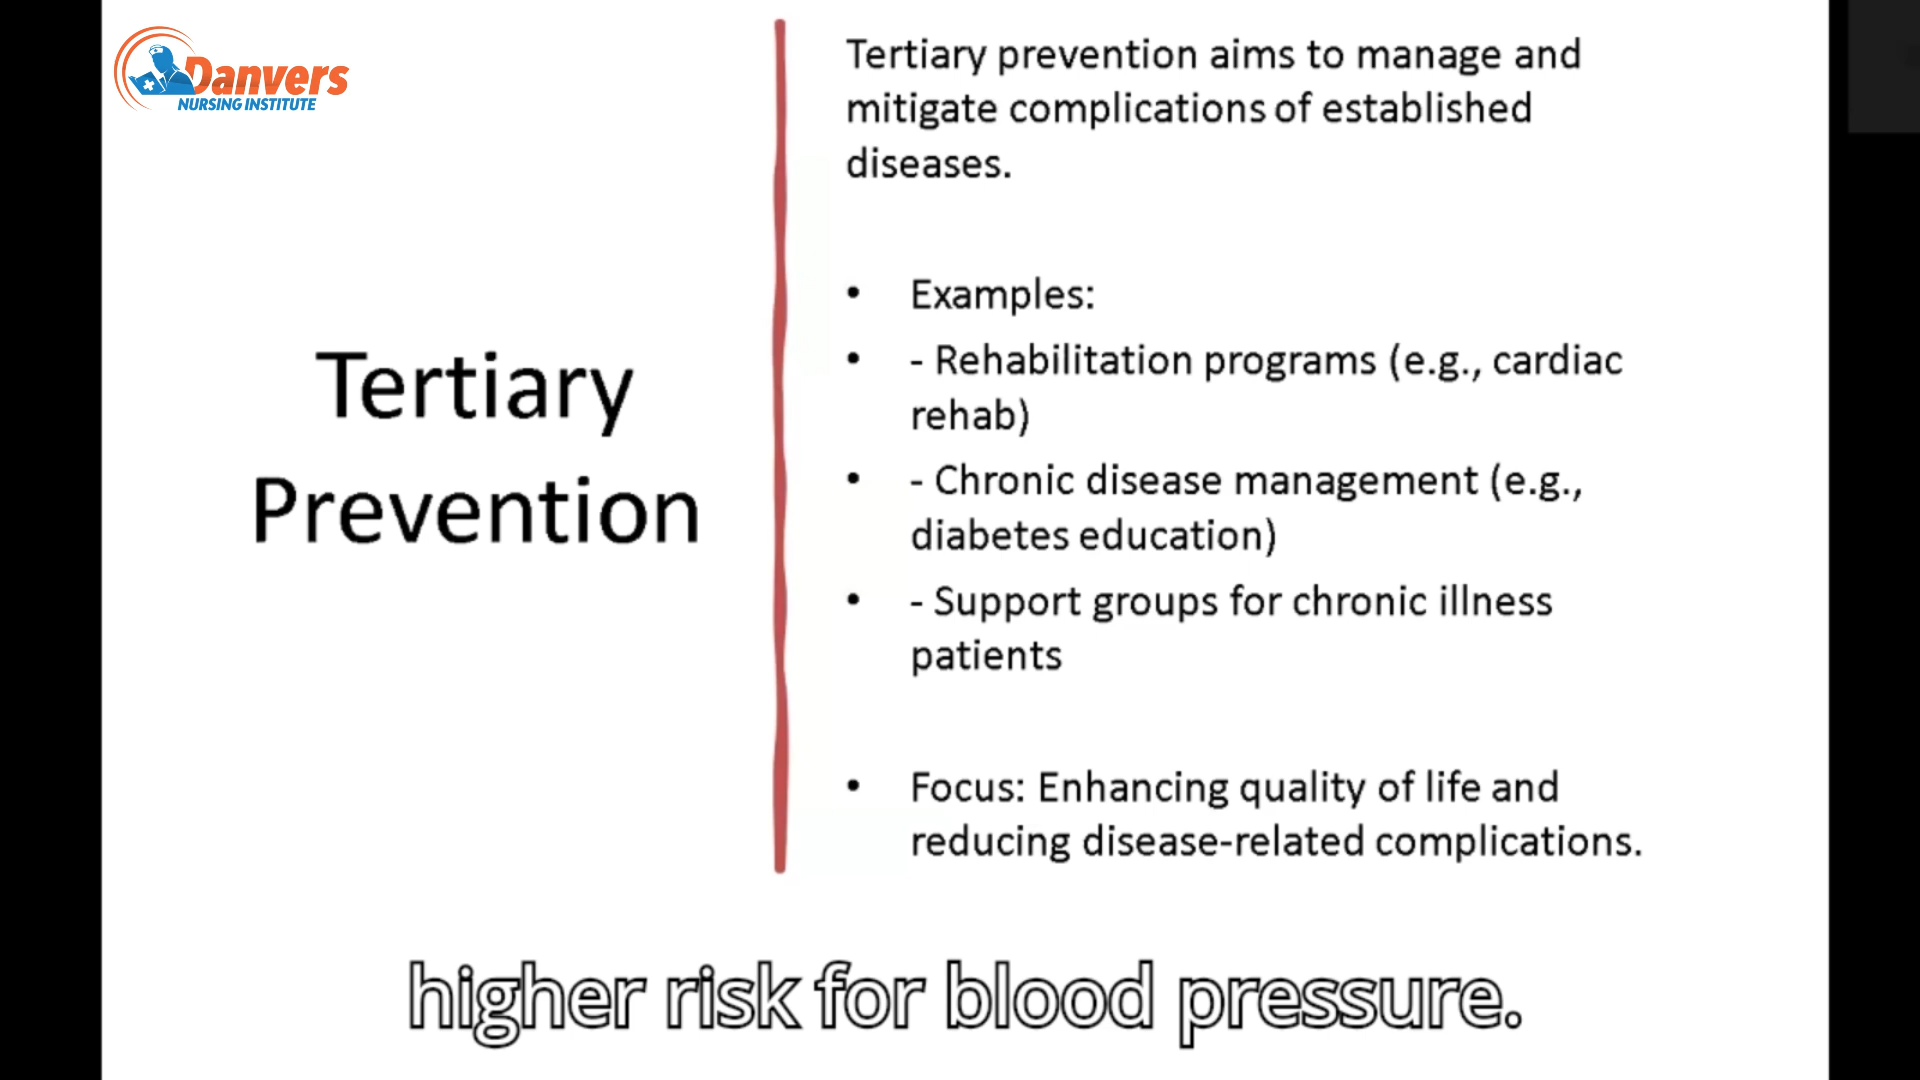 Danvers
NURSING INSTITUTE
Tertiary
Prevention
Tertiary prevention aims to manage and
mitigate complications of established
diseases.
• Examples:
• - Rehabilitation programs (e.g., cardiac
rehab)
• - Chronic disease management (e.g.,
diabetes education)
• - Support groups for chronic illness
patients
• Focus: Enhancing quality of life and
reducing disease-related complications.
higher risk for blood pressure.